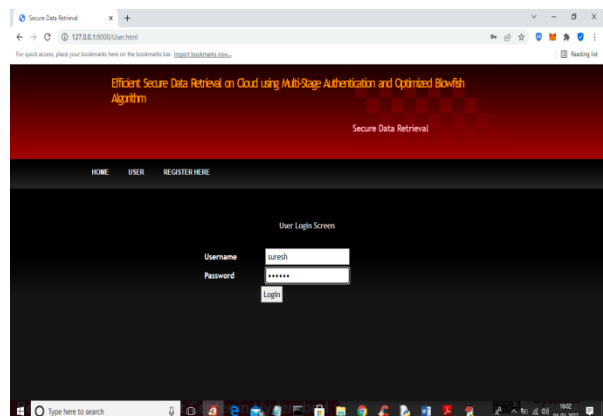 Secure Data Retrieval
127.0.0.1:8000/User.html
For quick access, place your bookmarks here on the bookmarks bar. Import bookmarks now...
Reading list
Efficient Secure Data Retrieval on Cloud using Multi-Stage Authentication and Optimized Blowfish
Algorithm
Secure Data Retrieval
HOME USER REGISTER HERE
User Login Screen
Username suresh
Password ••••••
Login
Type here to search
16:02